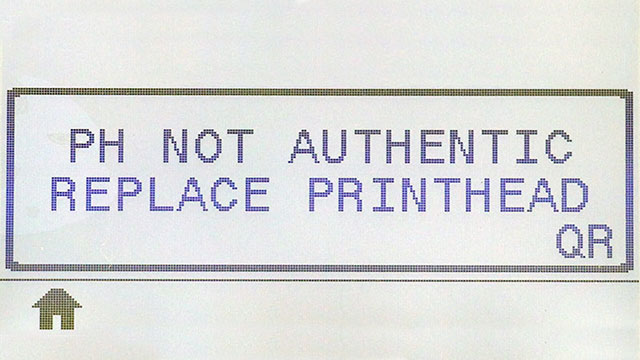 PH NOT AUTHENTIC
REPLACE PRINTHEAD
QR